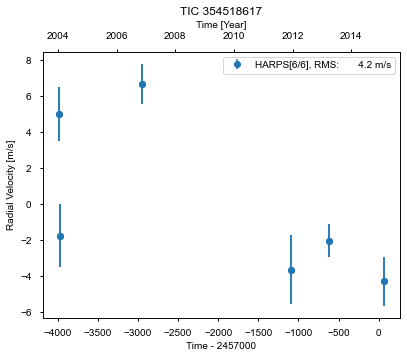 TIC 354518617
Time [Year]
2004 2006 2008 2010 2012 2014
HARPS[6/6], RMS: 4.2 m/s
Radial Velocity [m/s]
8
6
4
2
0
−2
−4
−6
−4000 −3500 −3000 −2500 −2000 −1500 −1000 −500 0
Time - 2457000